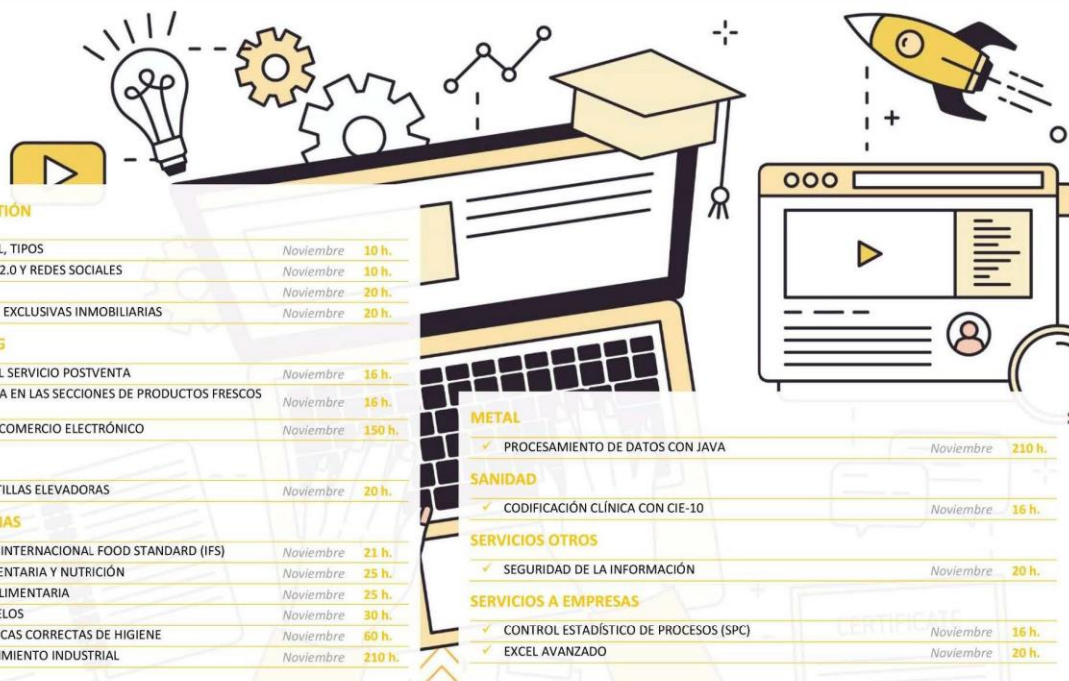 TIÓN
L, TIPOS Noviembre 10 h.
2.0 Y REDES SOCIALES Noviembre 10 h.
Noviembre 20 h.
EXCLUSIVAS INMOBILIARIAS Noviembre 20 h.
G
L SERVICIO POSTVENTA Noviembre 16 h.
A EN LAS SECCIONES DE PRODUCTOS FRESCOS Noviembre 16 h.
COMERCIO ELECTRÓNICO Noviembre 150 h.
TILLAS ELEVADORAS Noviembre 20 h.
IAS
INTERNACIONAL FOOD STANDARD (IFS) Noviembre 21 h.
ENTARIA Y NUTRICIÓN Noviembre 25 h.
LIMENTARIA Noviembre 25 h.
ELOS Noviembre 30 h.
CAS CORRECTAS DE HIGIENE Noviembre 60 h.
IMIENTO INDUSTRIAL Noviembre 210 h.
METAL
✓ PROCESAMIENTO DE DATOS CON JAVA Noviembre 210 h.
SANIDAD
✓ CODIFICACIÓN CLÍNICA CON CIE-10 Noviembre 16 h.
SERVICIOS OTROS
✓ SEGURIDAD DE LA INFORMACIÓN Noviembre 20 h.
SERVICIOS A EMPRESAS
✓ CONTROL ESTADÍSTICO DE PROCESOS (SPC) Noviembre 16 h.
✓ EXCEL AVANZADO Noviembre 20 h.
CERTIFICATE